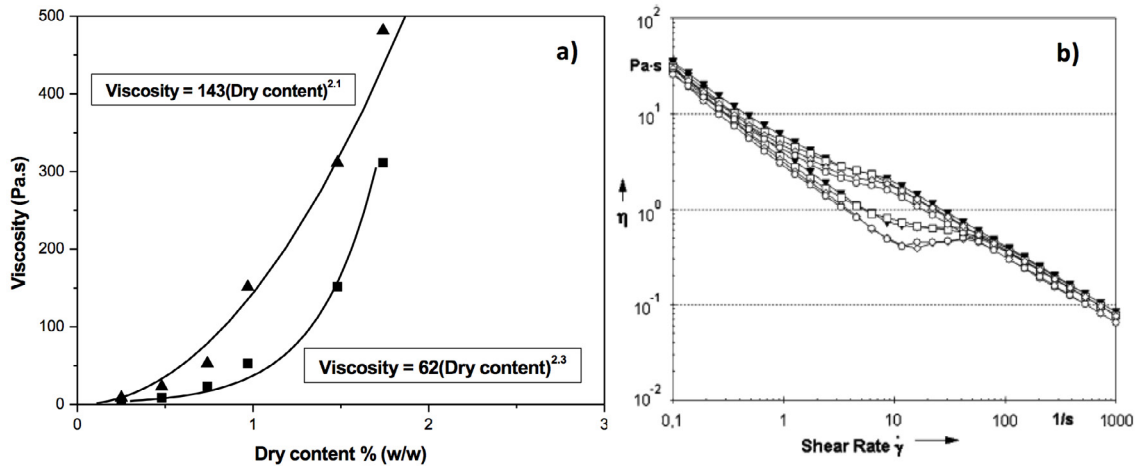 500
400
300
200
100
0
Viscosity (Pa.s)
a)
Viscosity = 143(Dry content)^2.1
Viscosity = 62(Dry content)^2.3
0 1 2 3
Dry content % (w/w)
b)
10^2
Pa·s
10^1
10^0
η
10^-1
10^-2
0,1 1 10 100 1/s 1000
Shear Rate γ̇